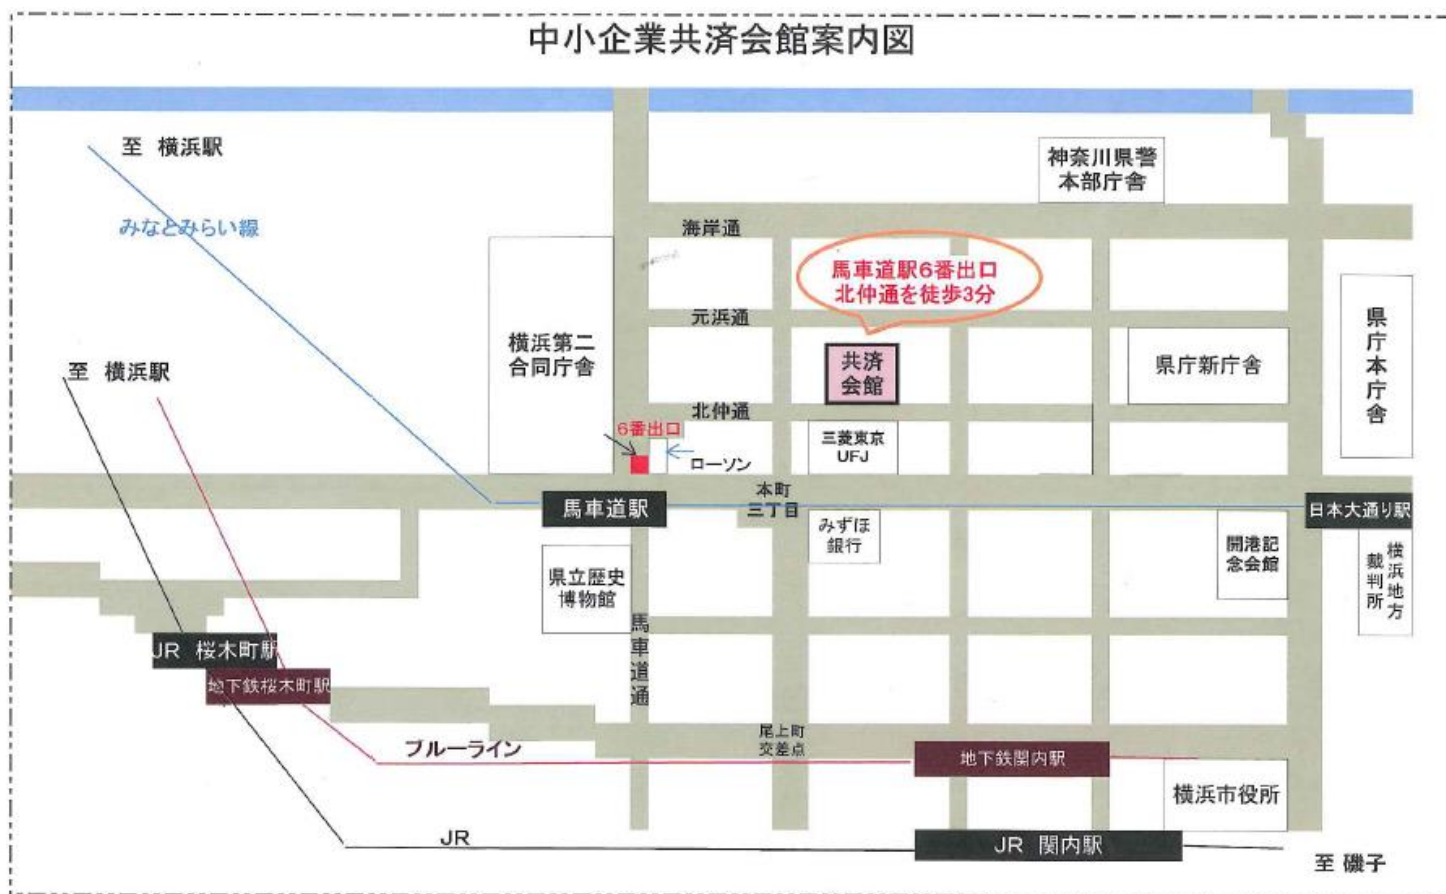 中小企業共済会館案内図
至 横浜駅
みなとみらい線
神奈川県警
本部庁舎
海岸通
馬車道駅6番出口
北仲通を徒歩3分
元浜通
横浜第二
合同庁舎
共済
会館
県庁新庁舎
県庁本庁舎
至 横浜駅
北仲通
6番出口
ローソン
三菱東京
UFJ
本町
三丁目
馬車道駅
日本大通り駅
みずほ
銀行
開港記
念会館
横浜地方
裁判所
県立歴史
博物館
馬車道通
JR 桜木町駅
地下鉄桜木町駅
ブルーライン
尾上町
交差点
地下鉄関内駅
横浜市役所
JR
JR 関内駅
至 磯子